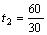 t₂ = 60/30